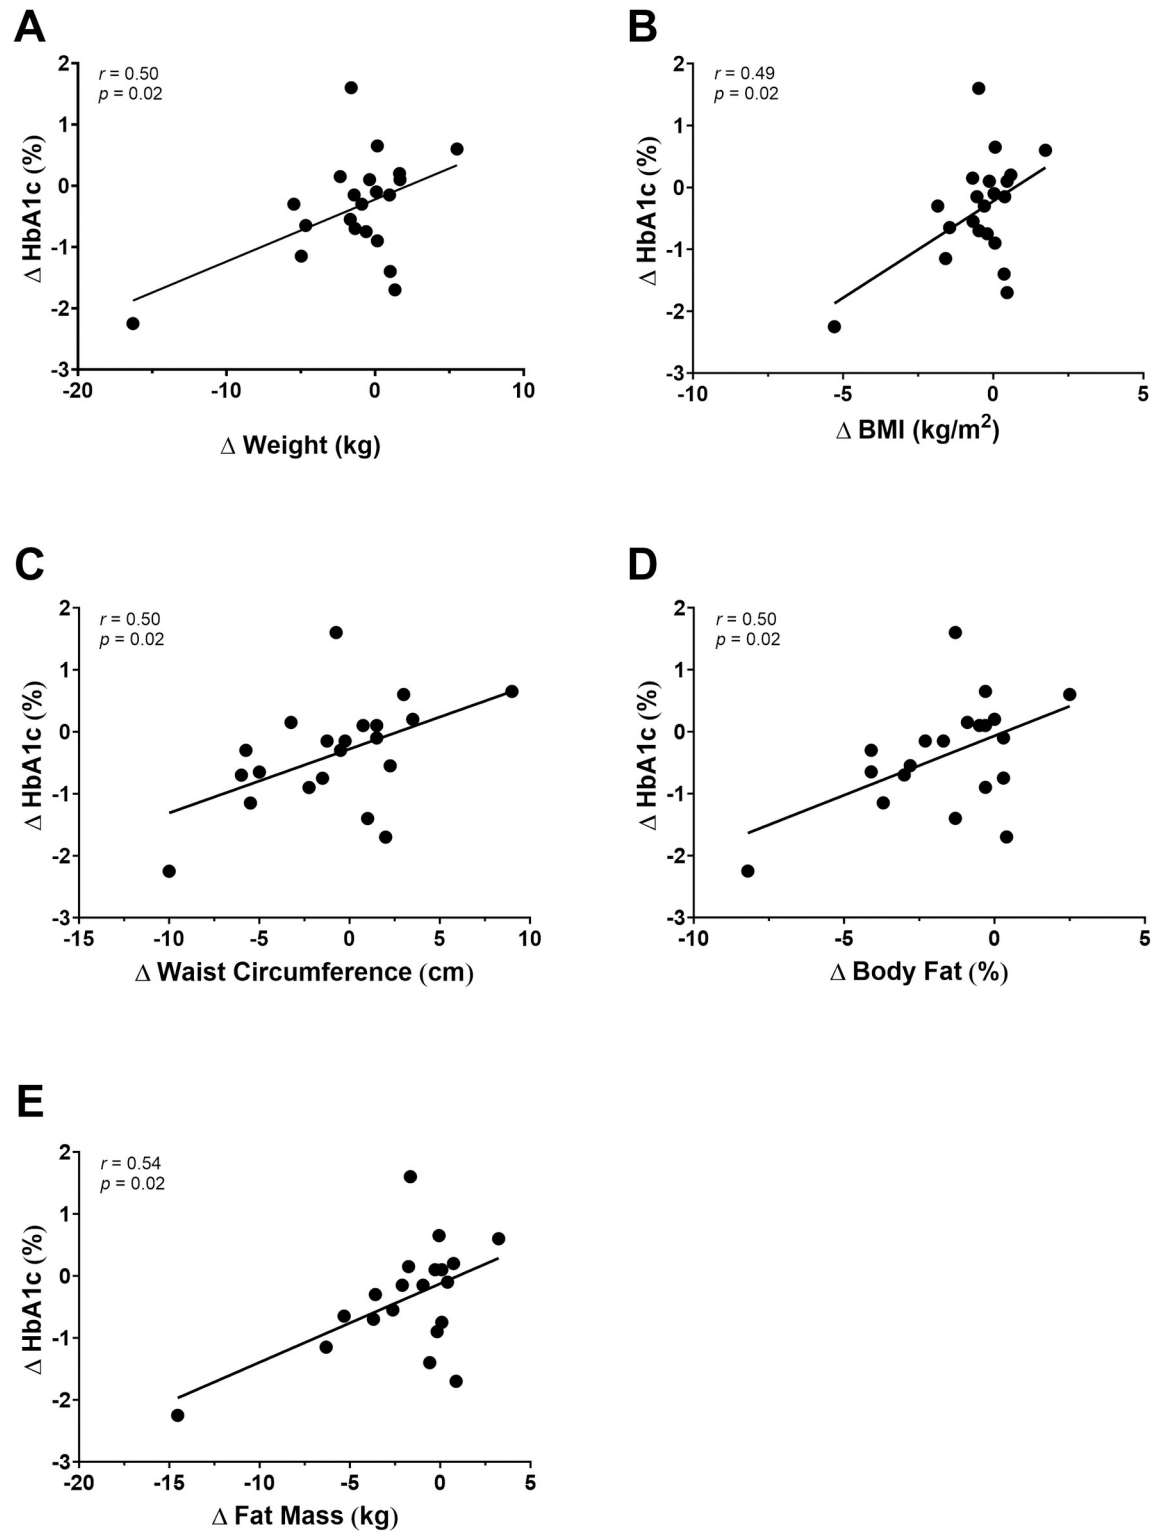 A
r = 0.50
p = 0.02
Δ HbA1c (%)
2
1
0
-1
-2
-3
-20
-10
0
10
Δ Weight (kg)
B
r = 0.49
p = 0.02
Δ HbA1c (%)
2
1
0
-1
-2
-3
-10
-5
0
5
Δ BMI (kg/m²)
C
r = 0.50
p = 0.02
Δ HbA1c (%)
2
1
0
-1
-2
-3
-15
-10
-5
0
5
10
Δ Waist Circumference (cm)
D
r = 0.50
p = 0.02
Δ HbA1c (%)
2
1
0
-1
-2
-3
-10
-5
0
5
Δ Body Fat (%)
E
r = 0.54
p = 0.02
Δ HbA1c (%)
2
1
0
-1
-2
-3
-20
-15
-10
-5
0
5
Δ Fat Mass (kg)